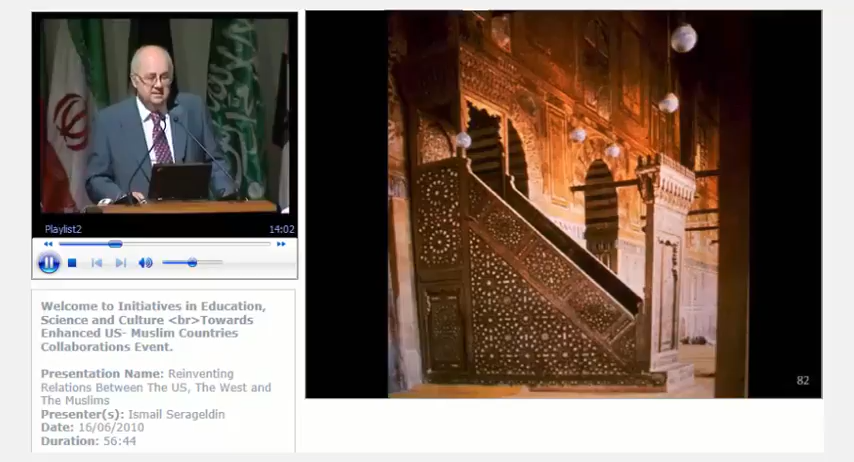 Playlist2 14:02
Welcome to Initiatives in Education,
Science and Culture <br>Towards
Enhanced US- Muslim Countries
Collaborations Event.
Presentation Name: Reinventing
Relations Between The US, The West and
The Muslims
Presenter(s): Ismail Serageldin
Date: 16/06/2010
Duration: 56:44
82